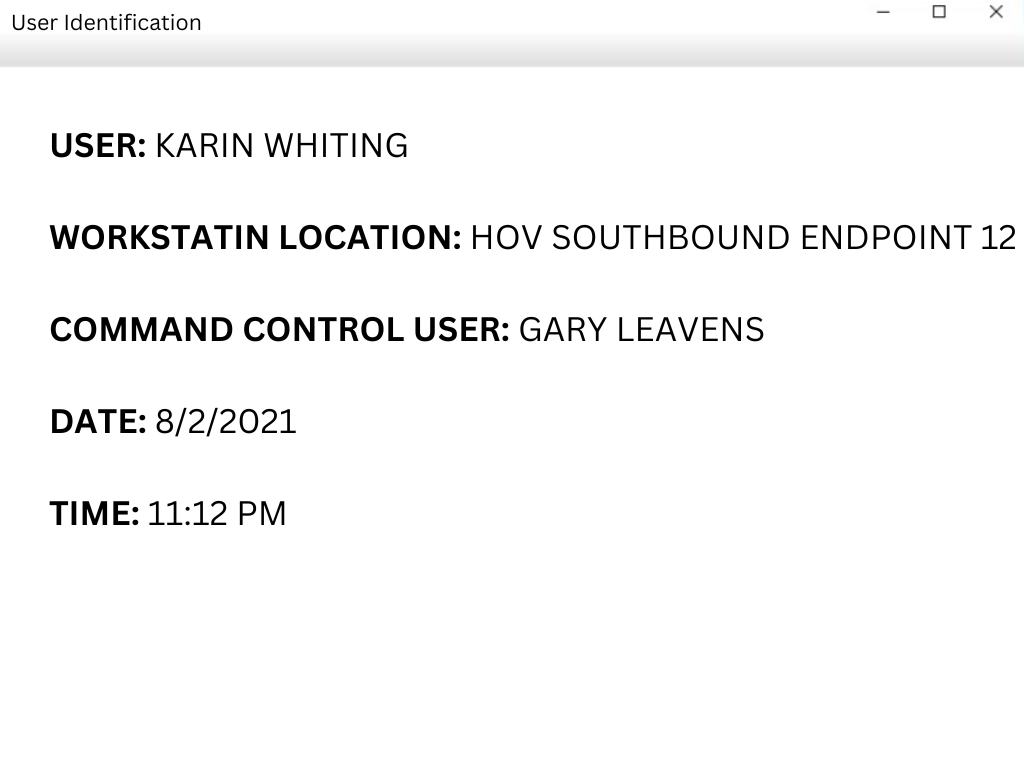 User Identification
USER: KARIN WHITING
WORKSTATIN LOCATION: HOV SOUTHBOUND ENDPOINT 12
COMMAND CONTROL USER: GARY LEAVENS
DATE: 8/2/2021
TIME: 11:12 PM